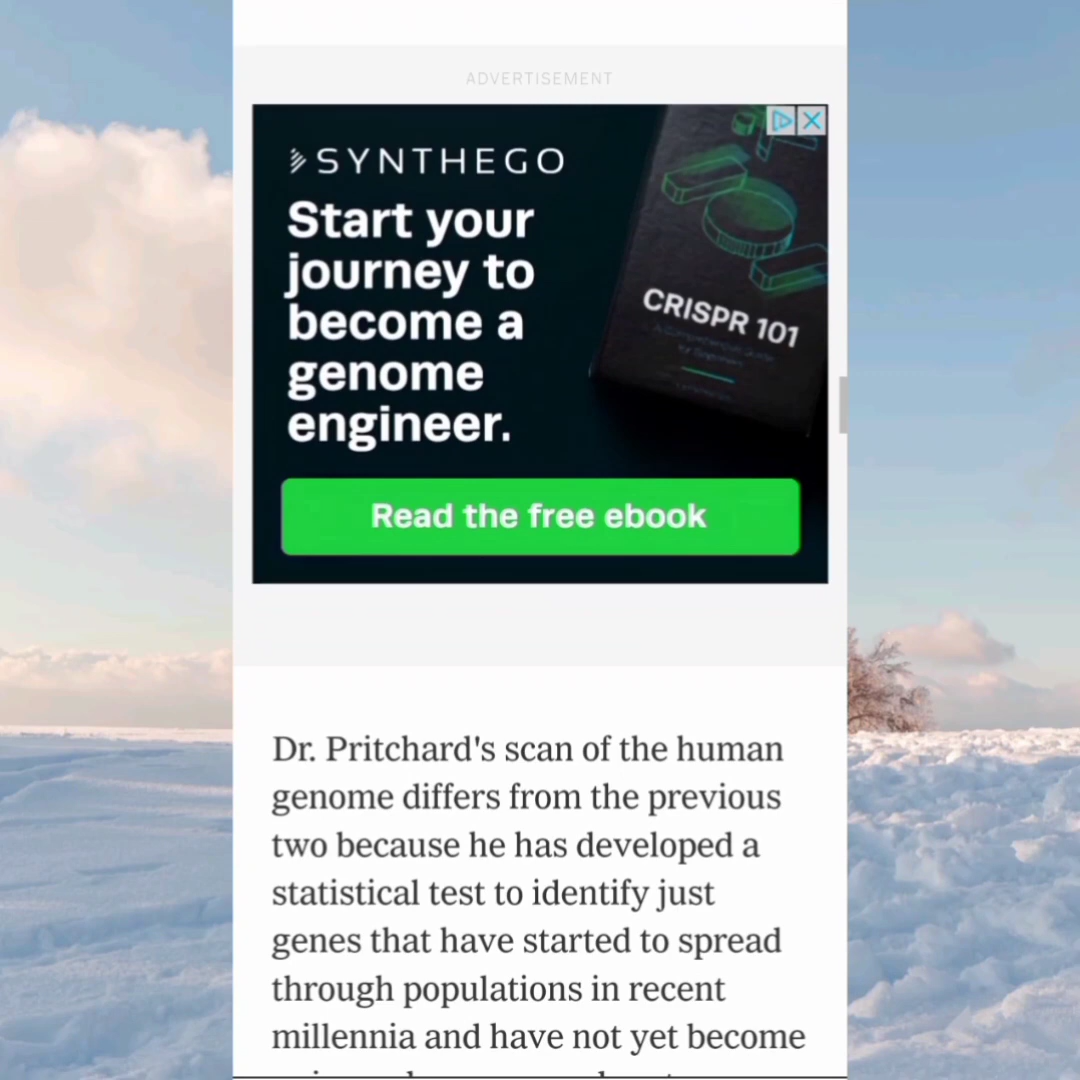 ADVERTISEMENT
SYNTHEGO
Start your
journey to
become a
genome
engineer.
CRISPR 101
Read the free ebook
Dr. Pritchard's scan of the human
genome differs from the previous
two because he has developed a
statistical test to identify just
genes that have started to spread
through populations in recent
millennia and have not yet become